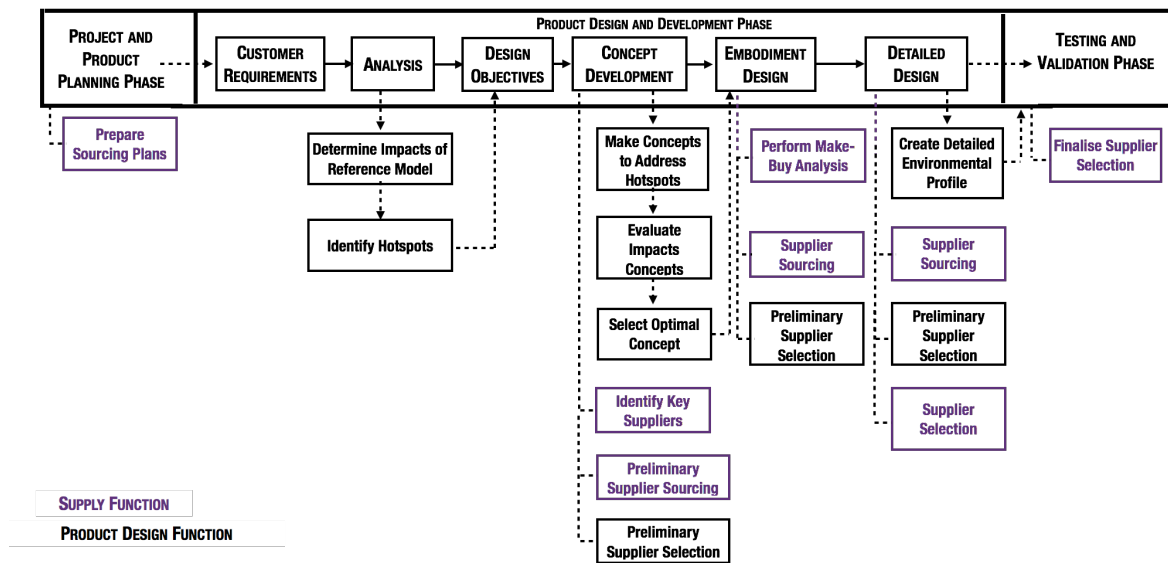 PRODUCT DESIGN AND DEVELOPMENT PHASE
PROJECT AND
PRODUCT
PLANNING PHASE
CUSTOMER
REQUIREMENTS
ANALYSIS
DESIGN
OBJECTIVES
CONCEPT
DEVELOPMENT
EMBODIMENT
DESIGN
DETAILED
DESIGN
TESTING AND
VALIDATION PHASE
Prepare
Sourcing Plans
Determine Impacts of
Reference Model
Identify Hotspots
Make Concepts
to Address
Hotspots
Evaluate
Impacts
Concepts
Select Optimal
Concept
Identify Key
Suppliers
Preliminary
Supplier Sourcing
Preliminary
Supplier Selection
Perform Make-
Buy Analysis
Supplier
Sourcing
Preliminary
Supplier
Selection
Create Detailed
Environmental
Profile
Supplier
Sourcing
Preliminary
Supplier
Selection
Supplier
Selection
Finalise Supplier
Selection
SUPPLY FUNCTION
PRODUCT DESIGN FUNCTION